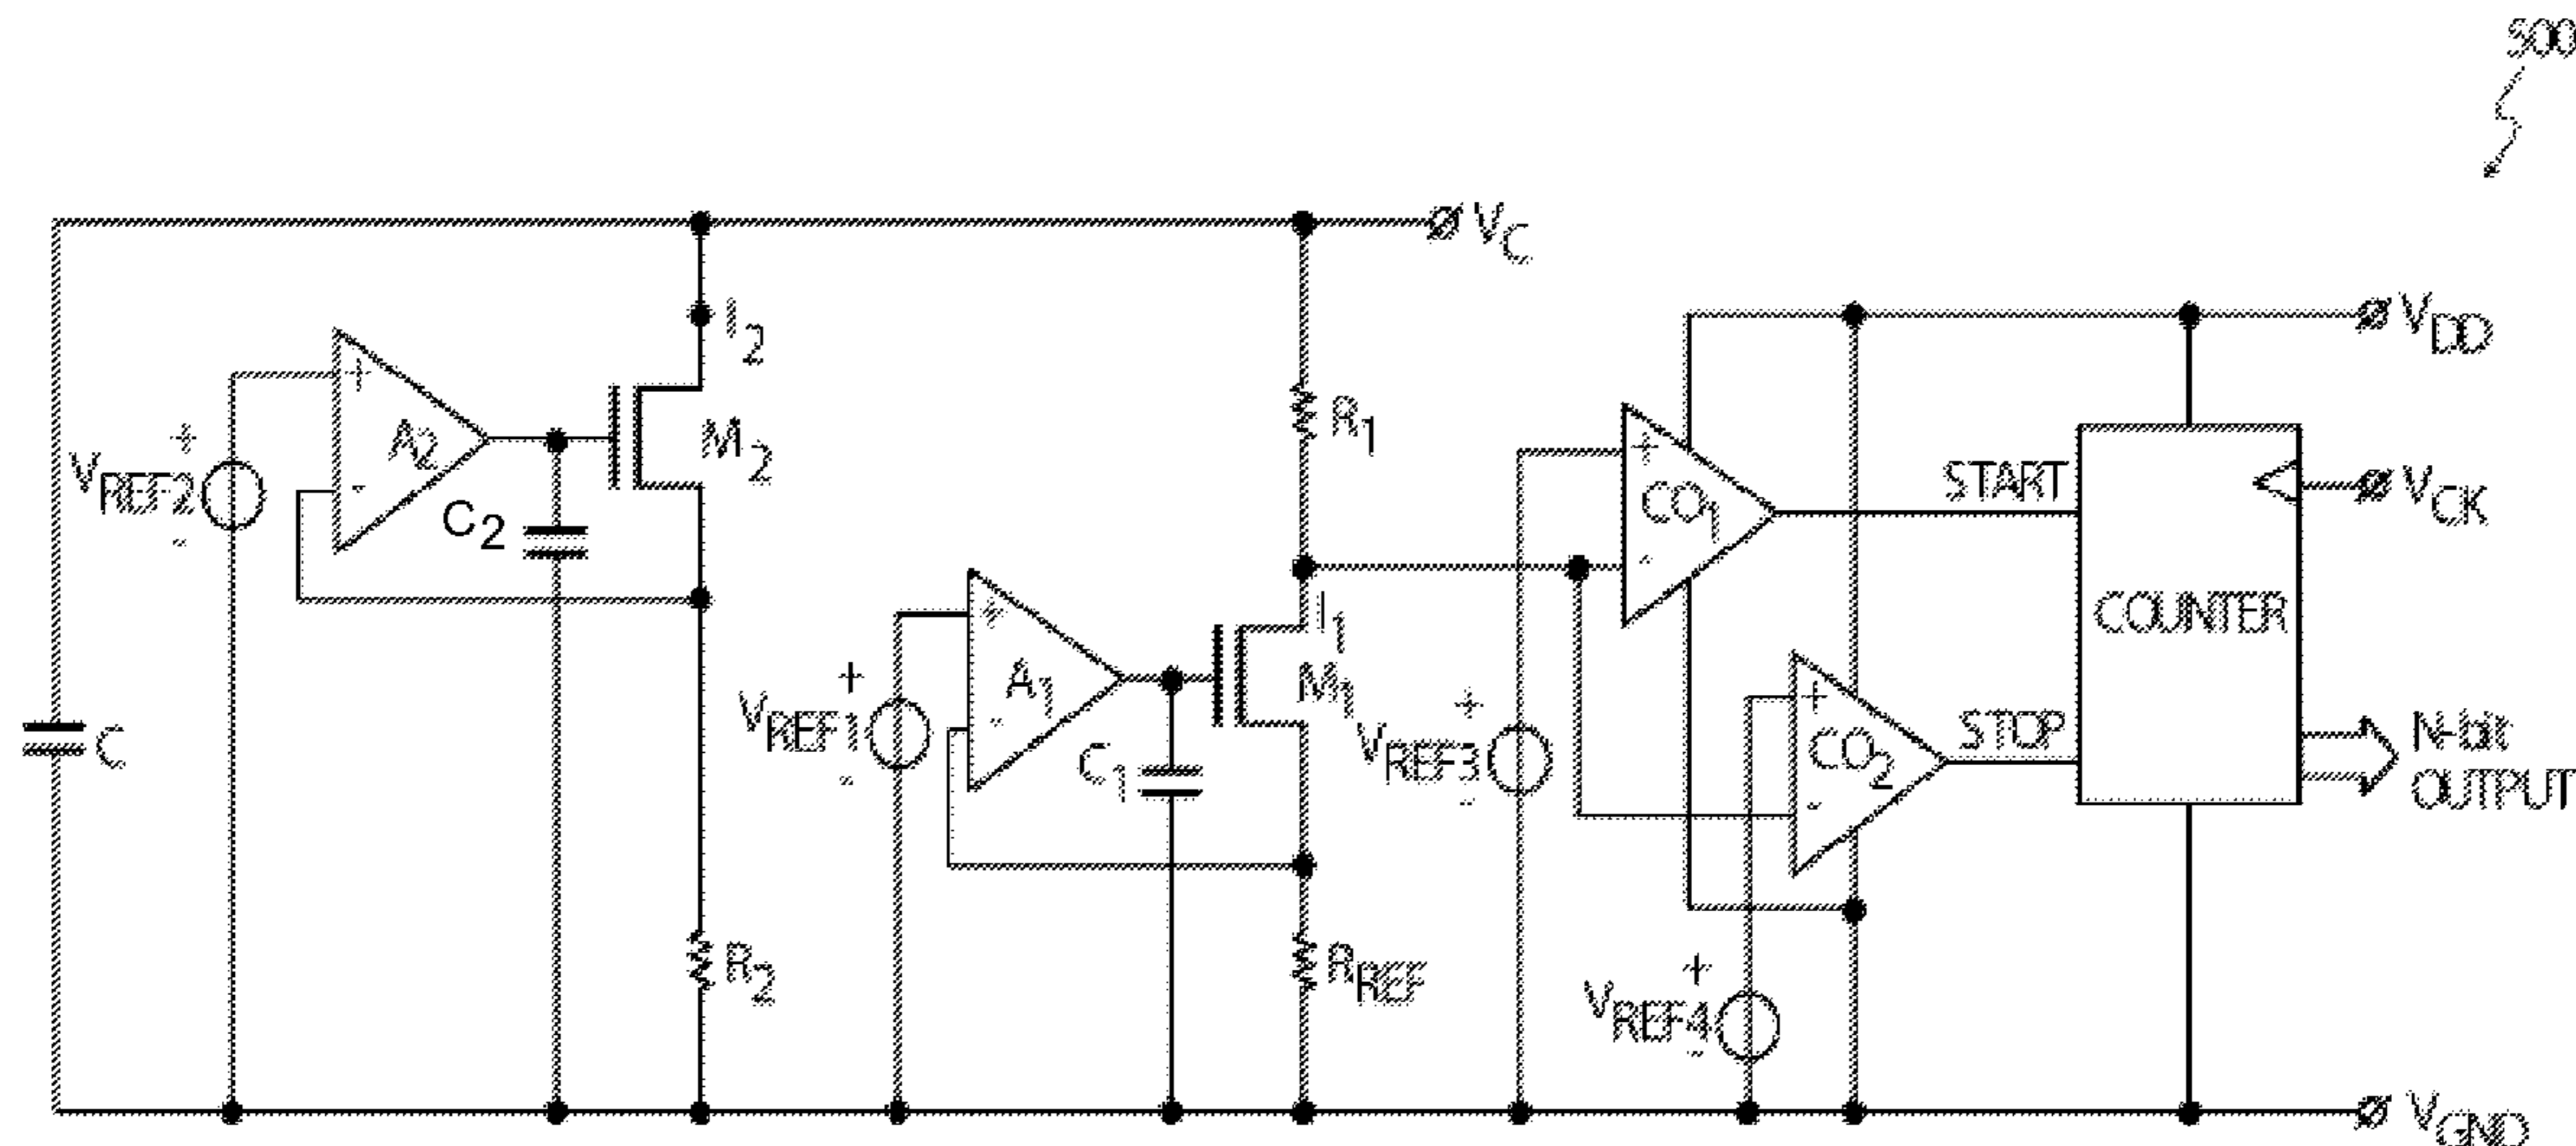 500
VC
I2
VDD
A2
+
-
M2
R1
VREF2
+
-
C2
CO1
+
-
START
VCK
I1
COUNTER
A1
+
-
M1
VREF1
+
-
C1
VREF3
+
-
CO2
+
-
STOP
N-bit
OUTPUT
C
R2
RREF
VREF4
+
-
VGND